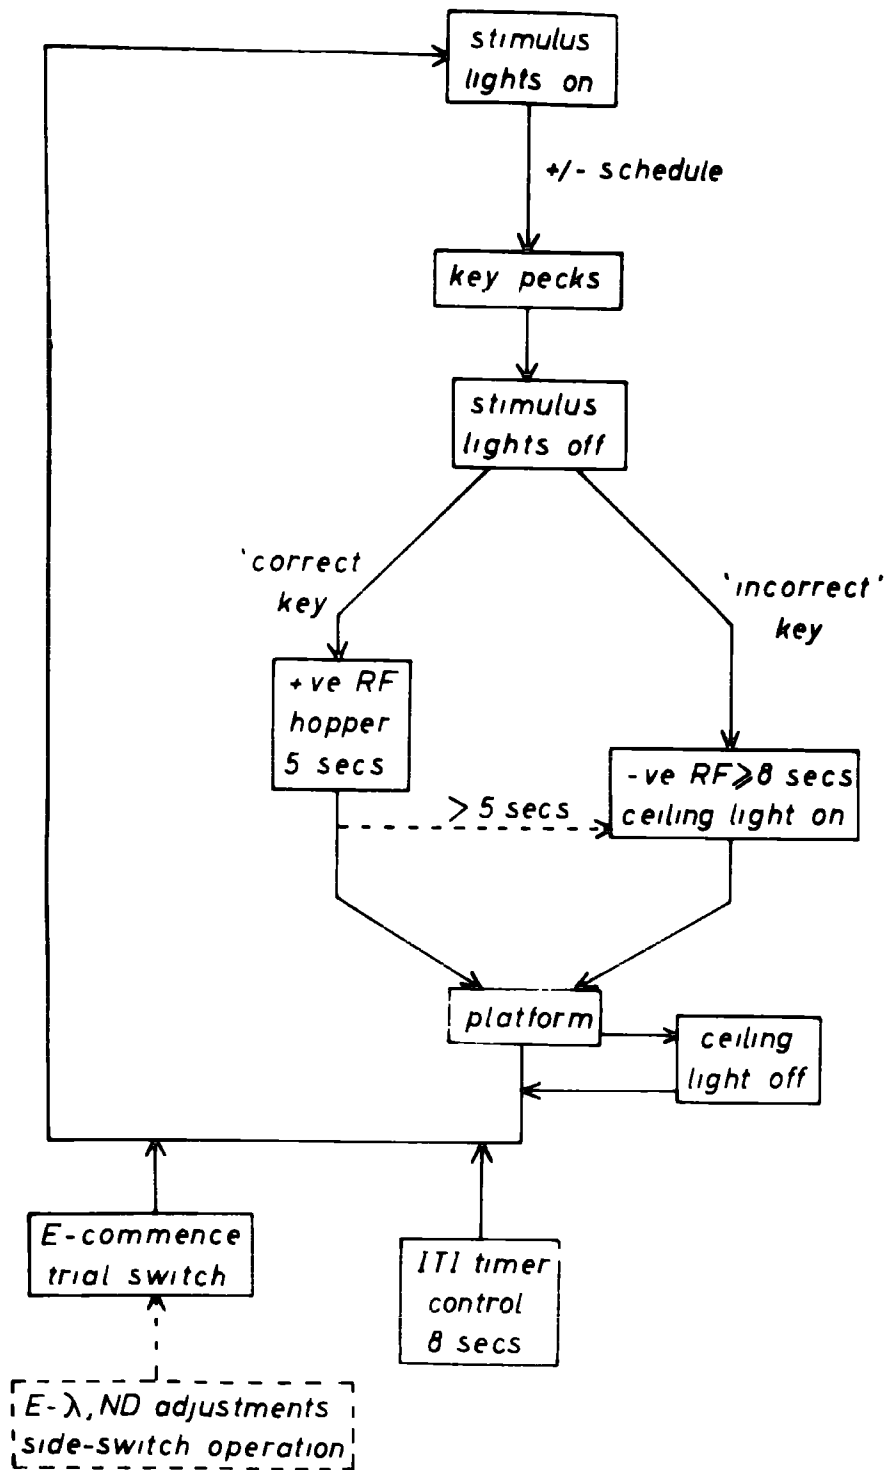 stimulus
lights on
+/- schedule
key pecks
stimulus
lights off
'correct
key
'incorrect'
key
+ve RF
hopper
5 secs
> 5 secs
-ve RF⩾8 secs
ceiling light on
platform
ceiling
light off
E-commence
trial switch
ITI timer
control
8 secs
E-λ, ND adjustments
side-switch operation